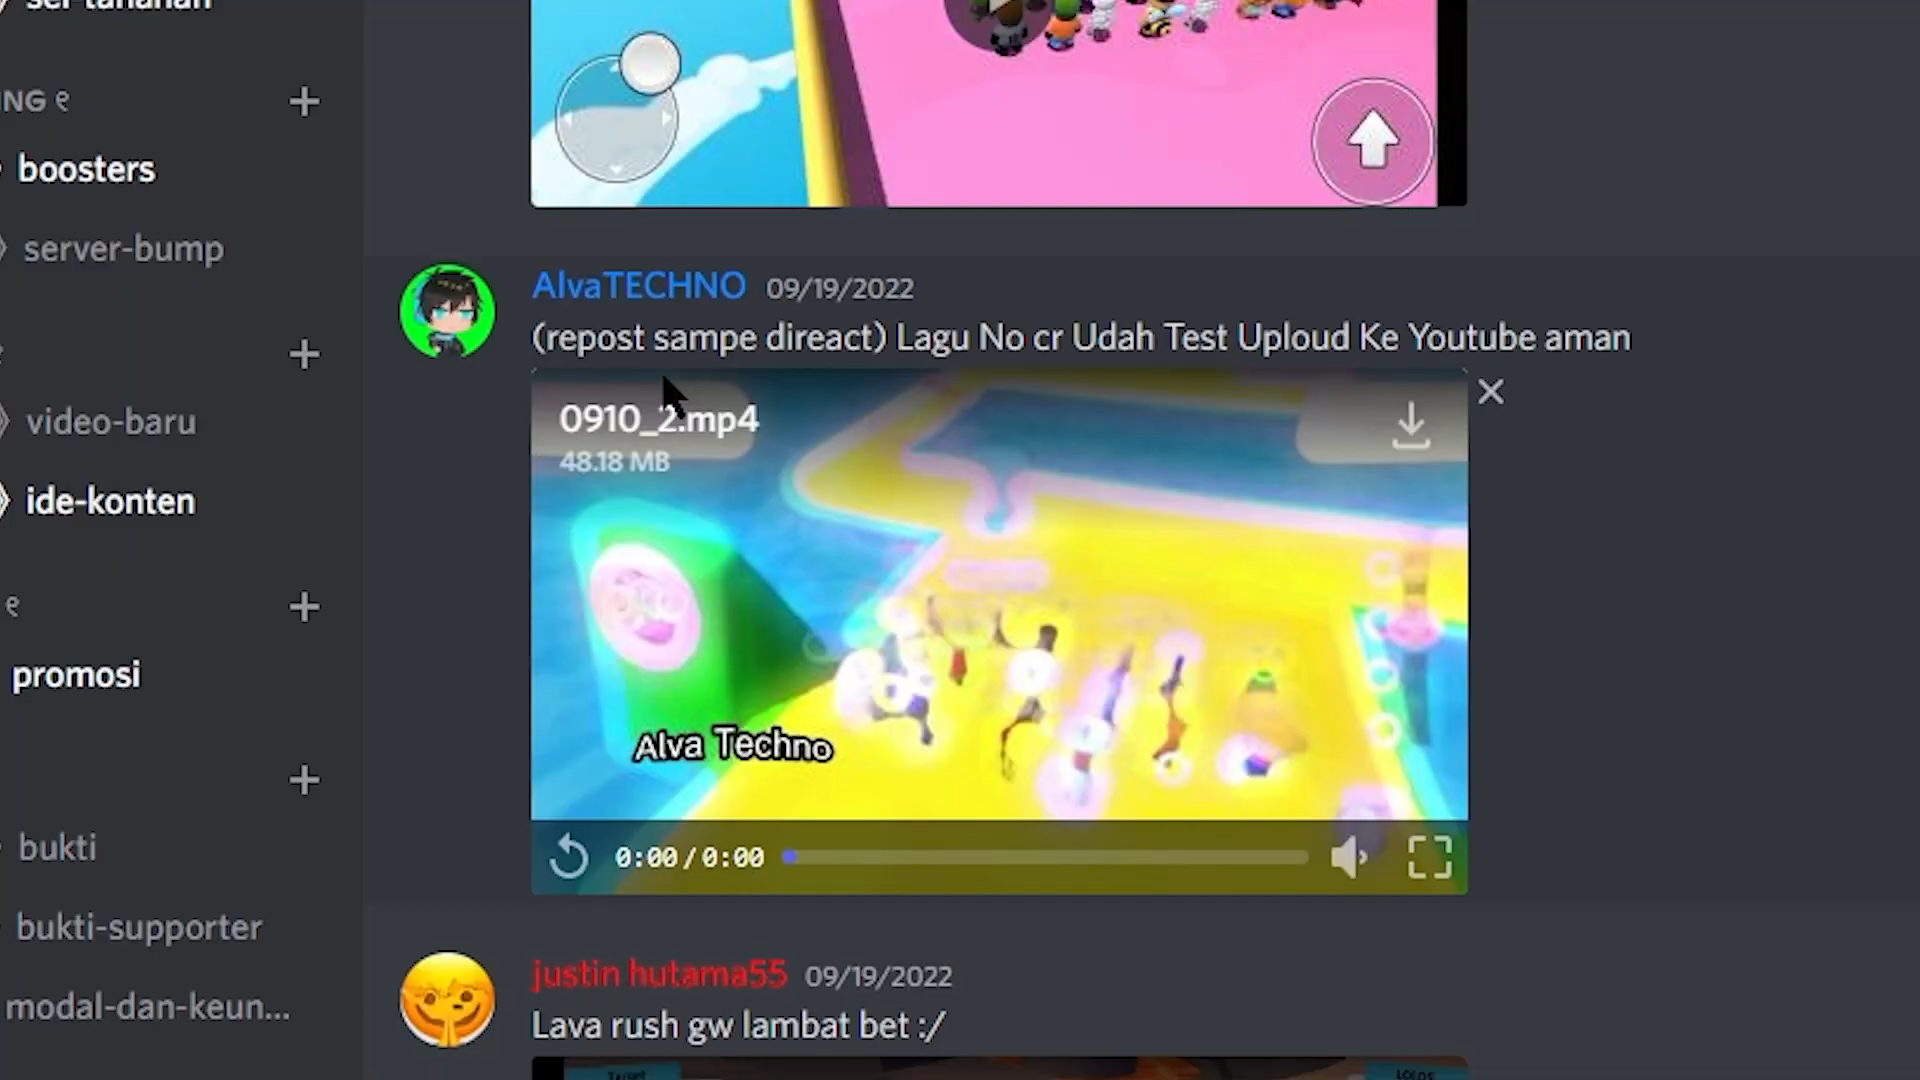 NG
boosters
server-bump
video-baru
ide-konten
promosi
bukti
bukti-supporter
modal-dan-keun...
AlvaTECHNO 09/19/2022
(repost sampe direact) Lagu No cr Udah Test Uploud Ke Youtube aman
0910_2.mp4
48.18 MB
Alva Techno
0:00/0:00
justin hutama55 09/19/2022
Lava rush gw lambat bet :/